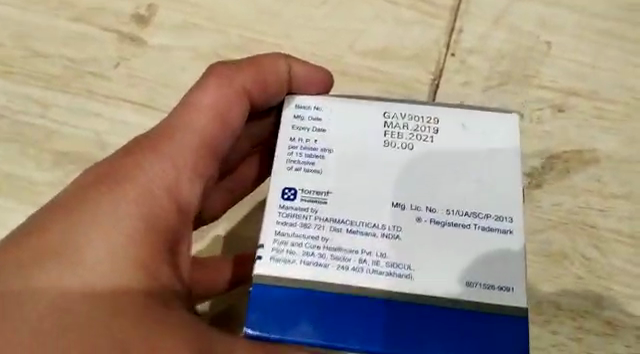 Batch No. GAV90129
Mfg. Date MAR.2019
Expiry Date FEB.2021
M. R. P. ₹ 90.00
per blister strip
of 15 tablets
(Inclusive
of all taxes)
torrent
PHARMA
Mfg. Lic. No. : 51/UA/SC/P-2013
® - Registered Trademark
Marketed by
TORRENT PHARMACEUTICALS LTD.
Indrad-382 721, Dist. Mehsana, INDIA.
Manufactured by :
Pure and Cure Healthcare Pvt. Ltd.
Plot No. 26A-30, Sector - 8A, IIE, SIDCUL,
Ranipur, Haridwar - 249 403 (Uttarakhand).
8071528-9091